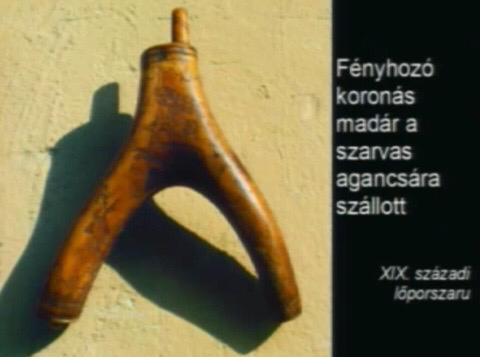 Fényhozó
koronás
madár a
szarvas
agancsára
szállott
XIX. századi
lőporszaru